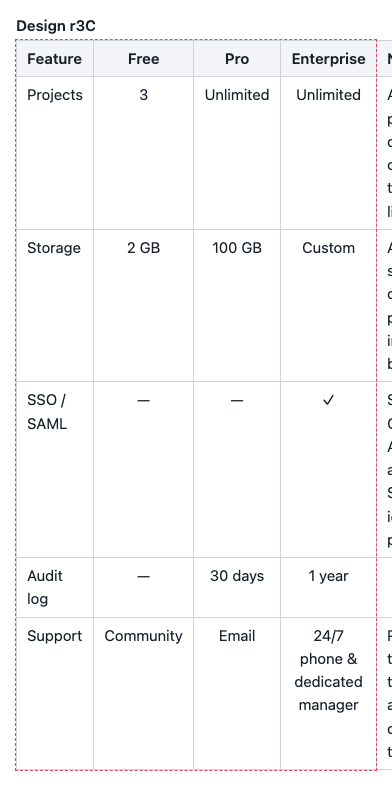 Design r3C
Feature Free Pro Enterprise
Projects 3 Unlimited Unlimited
Storage 2 GB 100 GB Custom
SSO / — — ✓
SAML
Audit — 30 days 1 year
log
Support Community Email 24/7
phone &
dedicated
manager